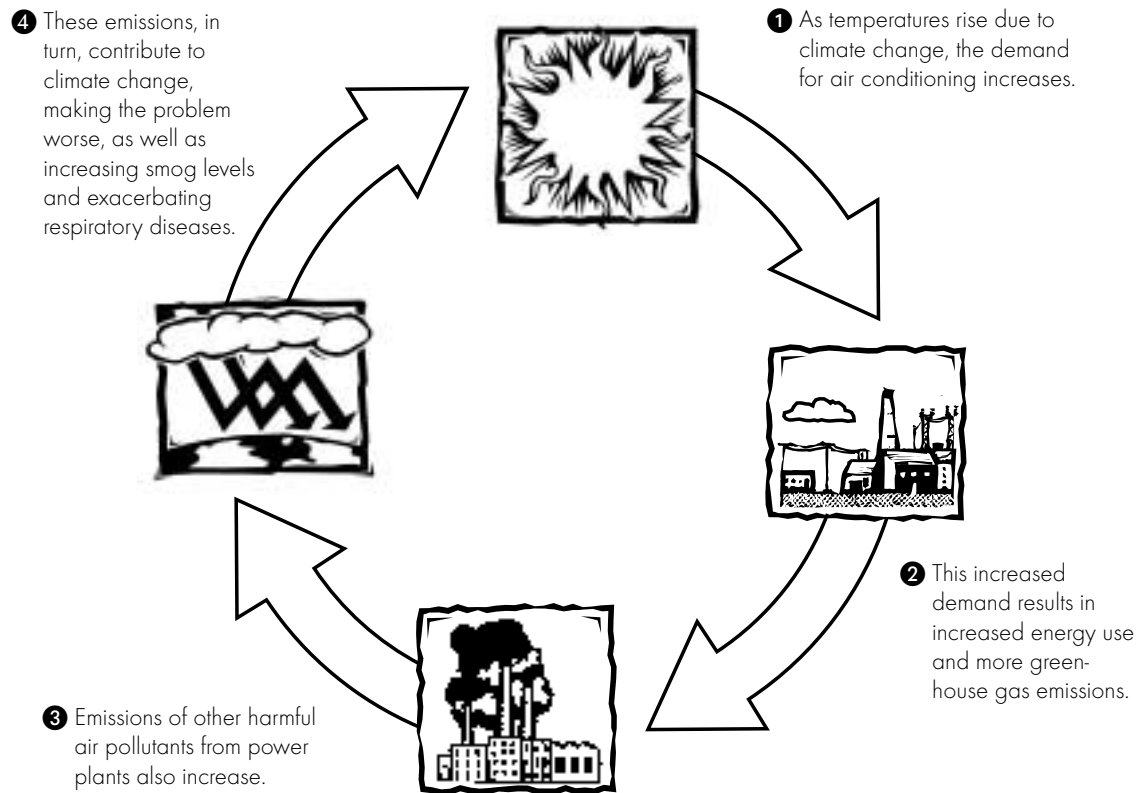 ❶ As temperatures rise due to
climate change, the demand
for air conditioning increases.
❷ This increased
demand results in
increased energy use
and more green-
house gas emissions.
❸ Emissions of other harmful
air pollutants from power
plants also increase.
❹ These emissions, in
turn, contribute to
climate change,
making the problem
worse, as well as
increasing smog levels
and exacerbating
respiratory diseases.